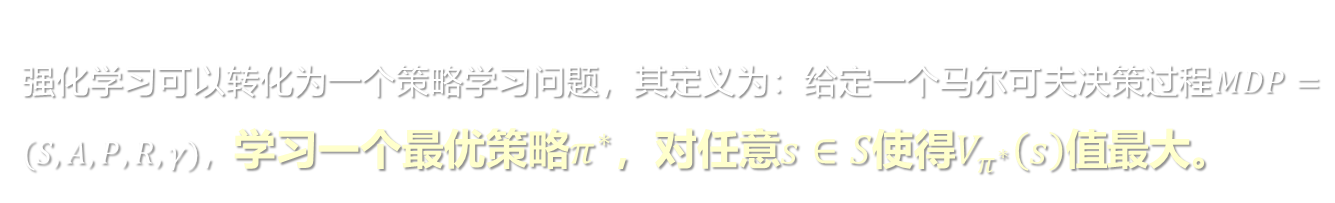 强化学习可以转化为一个策略学习问题，其定义为：给定一个马尔可夫决策过程MDP =
(S, A, P, R, γ)，学习一个最优策略π*，对任意s ∈ S使得V_π*(s)值最大。